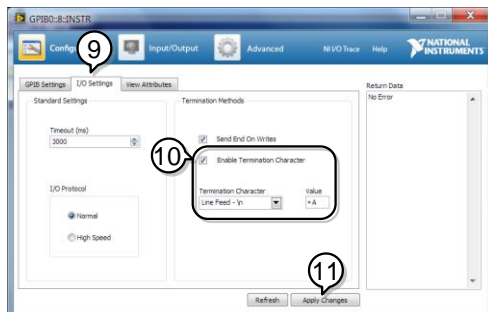 GPIB0::8::INSTR
Input/Output
Advanced
NI I/O Trace
Help
NATIONAL
INSTRUMENTS
9
GPIB Settings
I/O Settings
View Attributes
Return Data
No Error
Standard Settings
Termination Methods
Timeout (ms)
3000
Send End On Writes
10
Enable Termination Character
Termination Character
Value
Line Feed - \n
I/O Protocol
Normal
High Speed
11
Refresh
Apply Changes